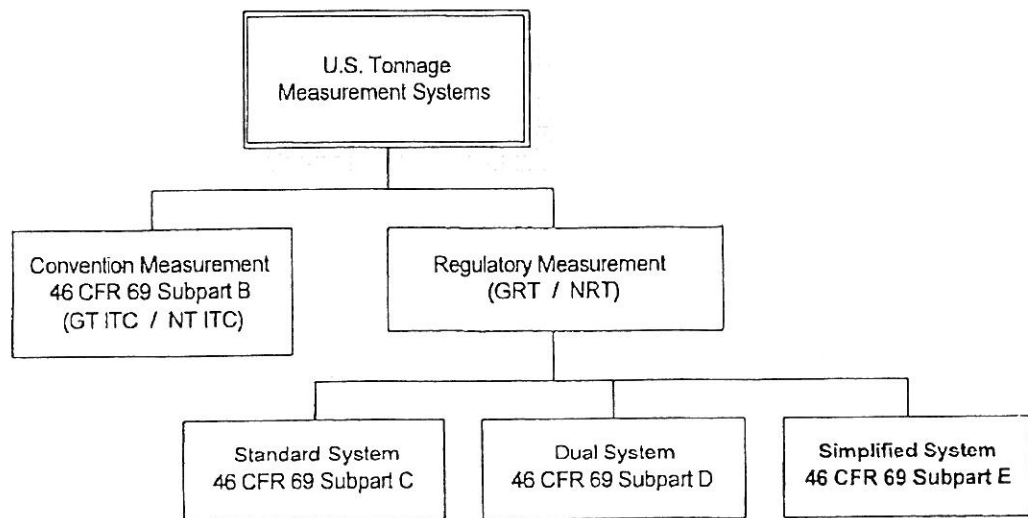 U.S. Tonnage
Measurement Systems
Convention Measurement
46 CFR 69 Subpart B
(GT ITC / NT ITC)
Regulatory Measurement
(GRT / NRT)
Standard System
46 CFR 69 Subpart C
Dual System
46 CFR 69 Subpart D
Simplified System
46 CFR 69 Subpart E